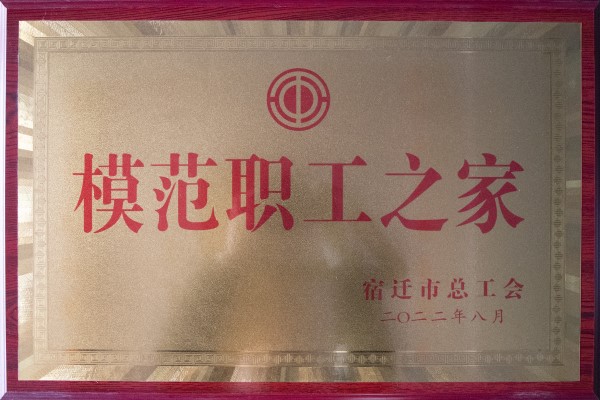 模范职工之家
宿迁市总工会
二〇二二年八月